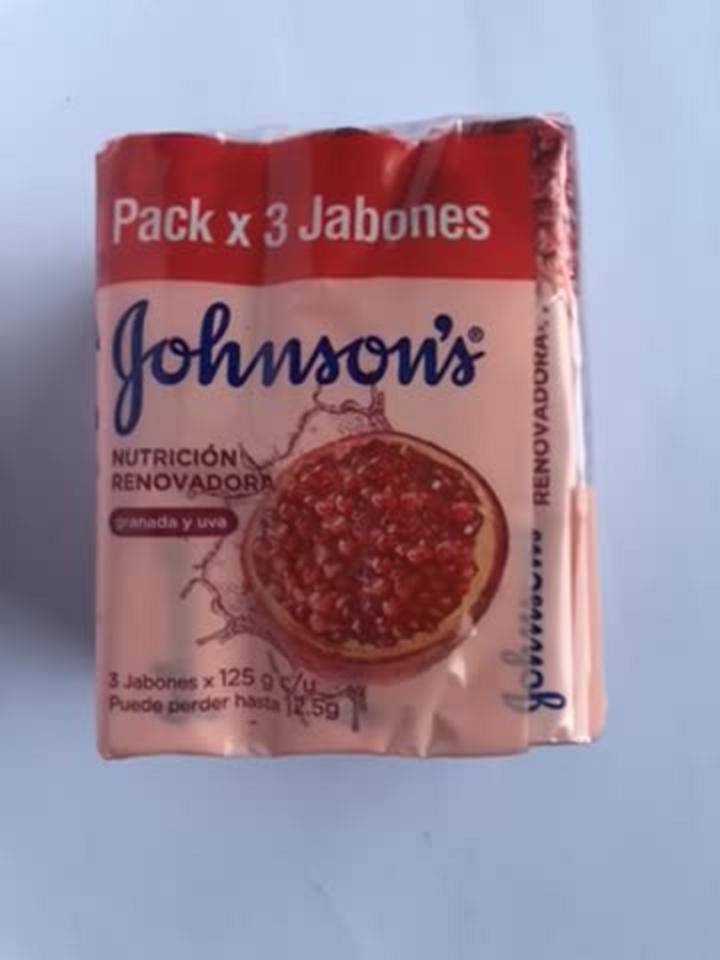 Pack x 3 Jabones
Johnson's®
NUTRICIÓN
RENOVADORA
granada y uva
3 Jabones x 125 g c/u
Puede perder hasta 12.5g
RENOVADORA
Johnson's